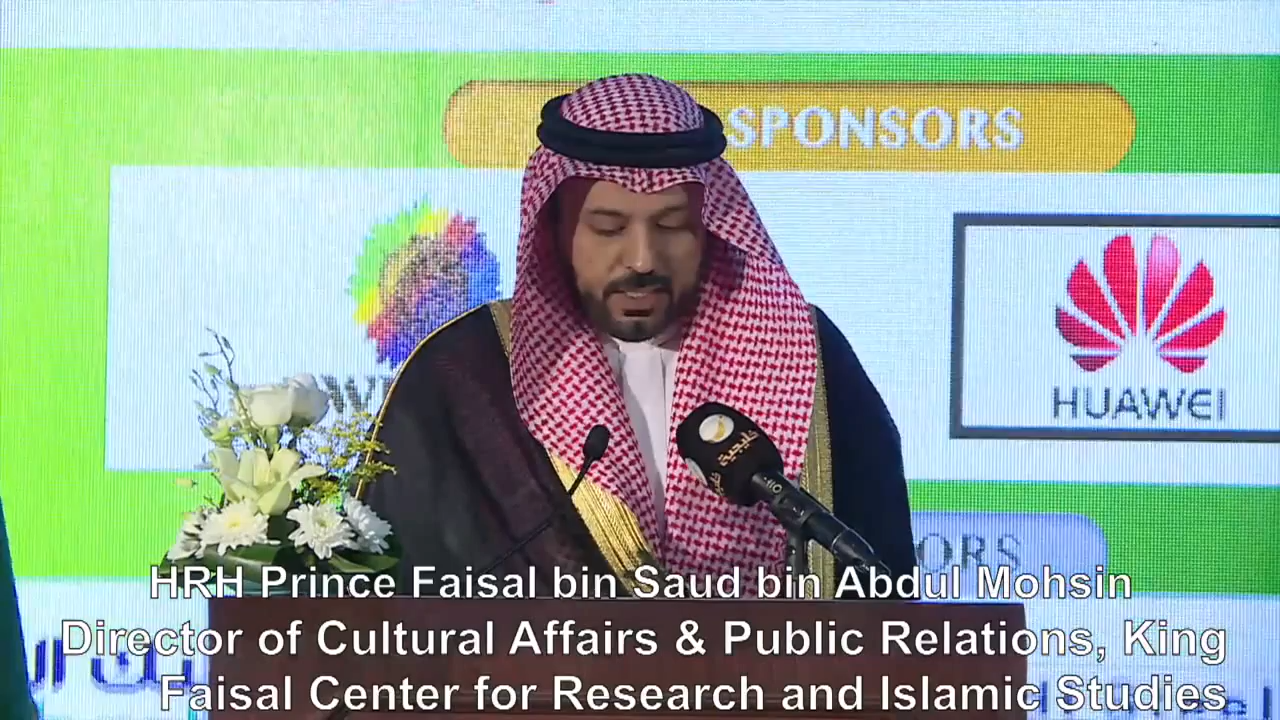 SPONSORS
HUAWEI
خليجية
ORS
HRH Prince Faisal bin Saud bin Abdul Mohsin
Director of Cultural Affairs & Public Relations, King
Faisal Center for Research and Islamic Studies